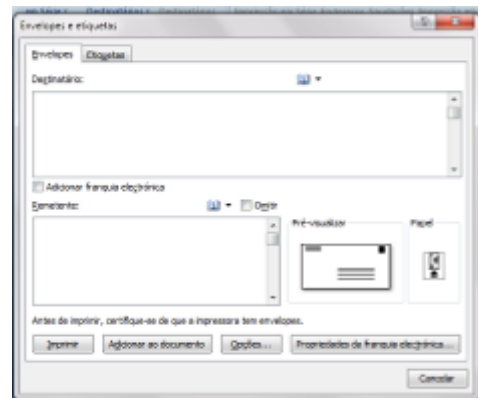 Envelopes e etiquetas
Envelopes Etiquetas
Destinatário:
Adicionar franquia electrónica
Remetente: Omitir
Pré-visualizar Papel
Antes de imprimir, certifique-se de que a impressora tem envelopes.
Imprimir Adicionar ao documento Opções... Propriedades de franquia electrónica...
Cancelar